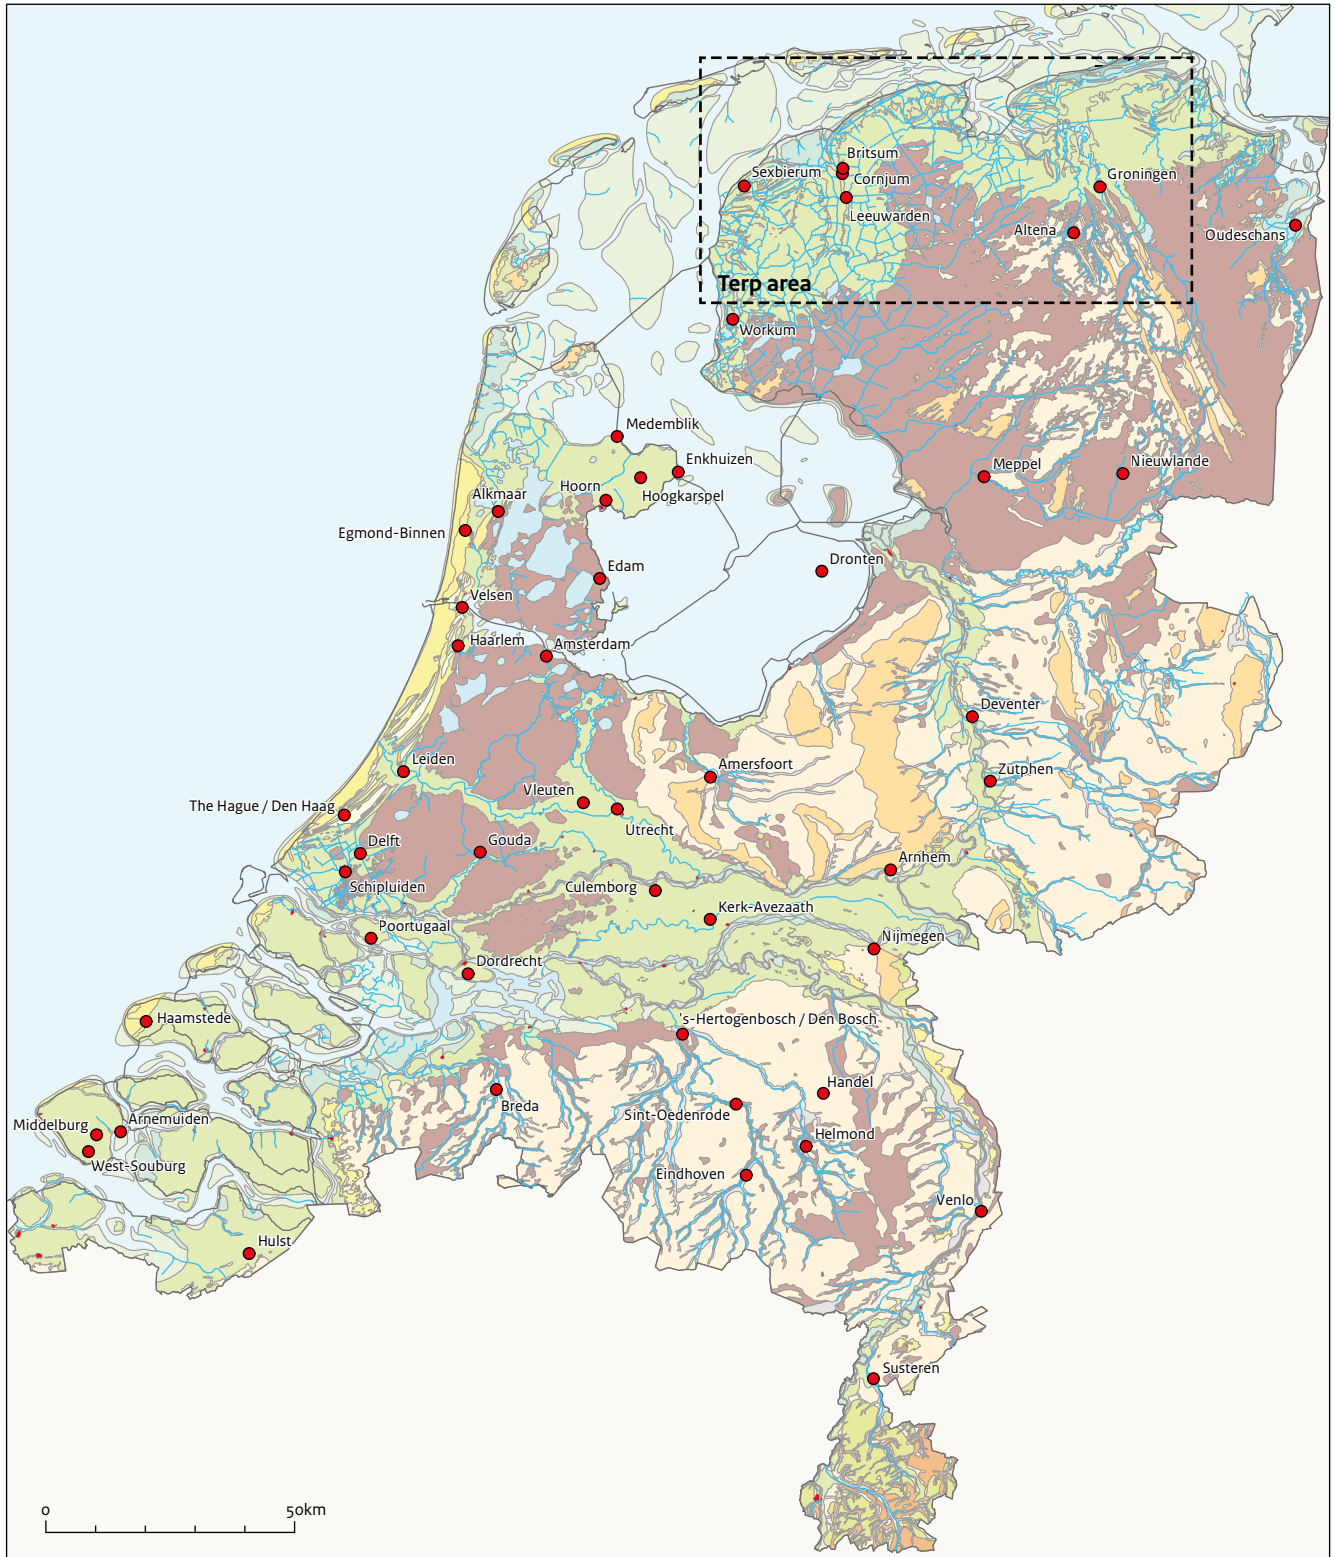 Britsum
Sexbierum
Cornjum
Groningen
Leeuwarden
Altena
Oudeschans
Terp area
Workum
Medemblik
Enkhuizen
Meppel
Nieuwlande
Hoorn
Alkmaar
Hoogkarspel
Egmond-Binnen
Dronten
Edam
Velsen
Haarlem
Amsterdam
Deventer
Leiden
Amersfoort
Zutphen
Vleuten
The Hague / Den Haag
Utrecht
Delft
Gouda
Arnhem
Schipluiden
Culemborg
Kerk-Avezaath
Poortugaal
Nijmegen
Dordrecht
Haamstede
's-Hertogenbosch / Den Bosch
Handel
Breda
Sint-Oedenrode
Arnemuiden
Middelburg
Helmond
West-Souburg
Eindhoven
Venlo
Hulst
Susteren
0 50km